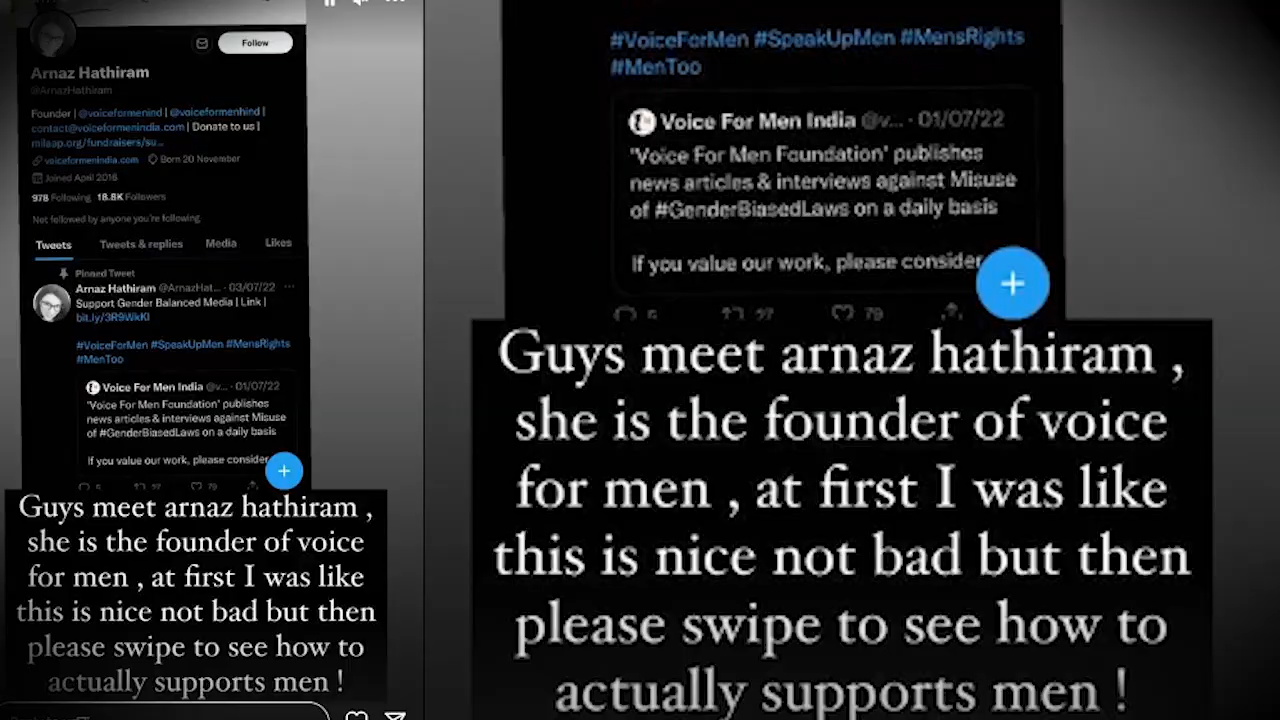 Follow
Arnaz Hathiram
@ArnazHathiram
Founder | @voiceformenind | @voiceformenhind |
contact@voiceformenindia.com | Donate to us |
milaap.org/fundraisers/su...
voiceformenindia.com Born 20 November
Joined April 2016
978 Following 18.8K Followers
Not followed by anyone you're following
Tweets Tweets & replies Media Likes
Pinned Tweet
Arnaz Hathiram @ArnazHat... · 03/07/22 ...
Support Gender Balanced Media | Link |
bit.ly/3R9WkKl
#VoiceForMen #SpeakUpMen #MensRights
#MenToo
Voice For Men India @v... · 01/07/22
'Voice For Men Foundation' publishes
news articles & interviews against Misuse
of #GenderBiasedLaws on a daily basis
If you value our work, please consider
5 27 79
Guys meet arnaz hathiram ,
she is the founder of voice
for men , at first I was like
this is nice not bad but then
please swipe to see how to
actually supports men !
#VoiceForMen #SpeakUpMen #MensRights
#MenToo
Voice For Men India @v... · 01/07/22
'Voice For Men Foundation' publishes
news articles & interviews against Misuse
of #GenderBiasedLaws on a daily basis
If you value our work, please consider
5 27 79
Guys meet arnaz hathiram ,
she is the founder of voice
for men , at first I was like
this is nice not bad but then
please swipe to see how to
actually supports men !